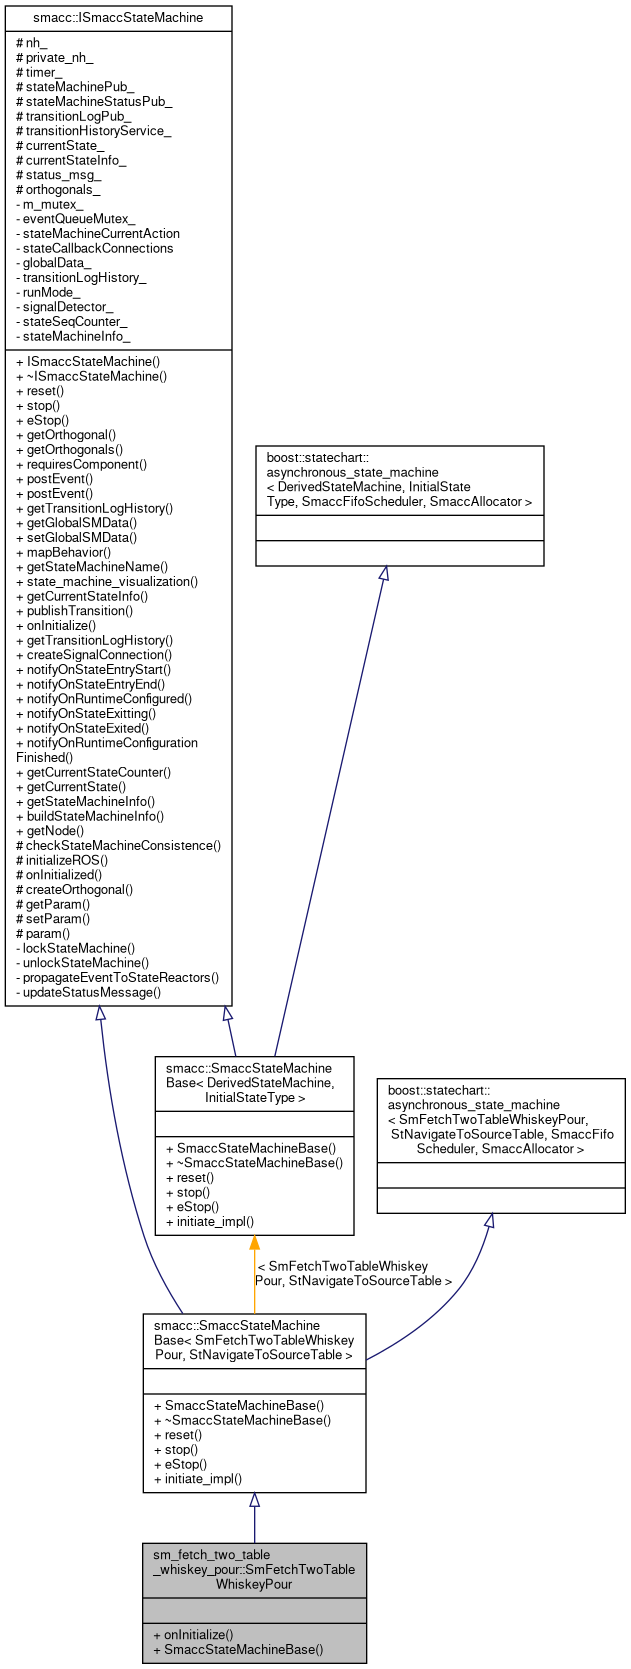 smacc::ISmaccStateMachine
# nh_
# private_nh_
# timer_
# stateMachinePub_
# stateMachineStatusPub_
# transitionLogPub_
# transitionHistoryService_
# currentState_
# currentStateInfo_
# status_msg_
# orthogonals_
- m_mutex_
- eventQueueMutex_
- stateMachineCurrentAction
- stateCallbackConnections
- globalData_
- transitionLogHistory_
- runMode_
- signalDetector_
- stateSeqCounter_
- stateMachineInfo_
+ ISmaccStateMachine()
+ ~ISmaccStateMachine()
+ reset()
+ stop()
+ eStop()
+ getOrthogonal()
+ getOrthogonals()
+ requiresComponent()
+ postEvent()
+ postEvent()
+ getTransitionLogHistory()
+ getGlobalSMData()
+ setGlobalSMData()
+ mapBehavior()
+ getStateMachineName()
+ state_machine_visualization()
+ getCurrentStateInfo()
+ publishTransition()
+ onInitialize()
+ getTransitionLogHistory()
+ createSignalConnection()
+ notifyOnStateEntryStart()
+ notifyOnStateEntryEnd()
+ notifyOnRuntimeConfigured()
+ notifyOnStateExitting()
+ notifyOnStateExited()
+ notifyOnRuntimeConfiguration
Finished()
+ getCurrentStateCounter()
+ getCurrentState()
+ getStateMachineInfo()
+ buildStateMachineInfo()
+ getNode()
# checkStateMachineConsistence()
# initializeROS()
# onInitialized()
# createOrthogonal()
# getParam()
# setParam()
# param()
- lockStateMachine()
- unlockStateMachine()
- propagateEventToStateReactors()
- updateStatusMessage()
boost::statechart::
asynchronous_state_machine
< DerivedStateMachine, InitialState
Type, SmaccFifoScheduler, SmaccAllocator >
smacc::SmaccStateMachine
Base< DerivedStateMachine,
InitialStateType >
+ SmaccStateMachineBase()
+ ~SmaccStateMachineBase()
+ reset()
+ stop()
+ eStop()
+ initiate_impl()
boost::statechart::
asynchronous_state_machine
< SmFetchTwoTableWhiskeyPour,
StNavigateToSourceTable, SmaccFifo
Scheduler, SmaccAllocator >
< SmFetchTwoTableWhiskey
Pour, StNavigateToSourceTable >
smacc::SmaccStateMachine
Base< SmFetchTwoTableWhiskey
Pour, StNavigateToSourceTable >
+ SmaccStateMachineBase()
+ ~SmaccStateMachineBase()
+ reset()
+ stop()
+ eStop()
+ initiate_impl()
sm_fetch_two_table
_whiskey_pour::SmFetchTwoTable
WhiskeyPour
+ onInitialize()
+ SmaccStateMachineBase()